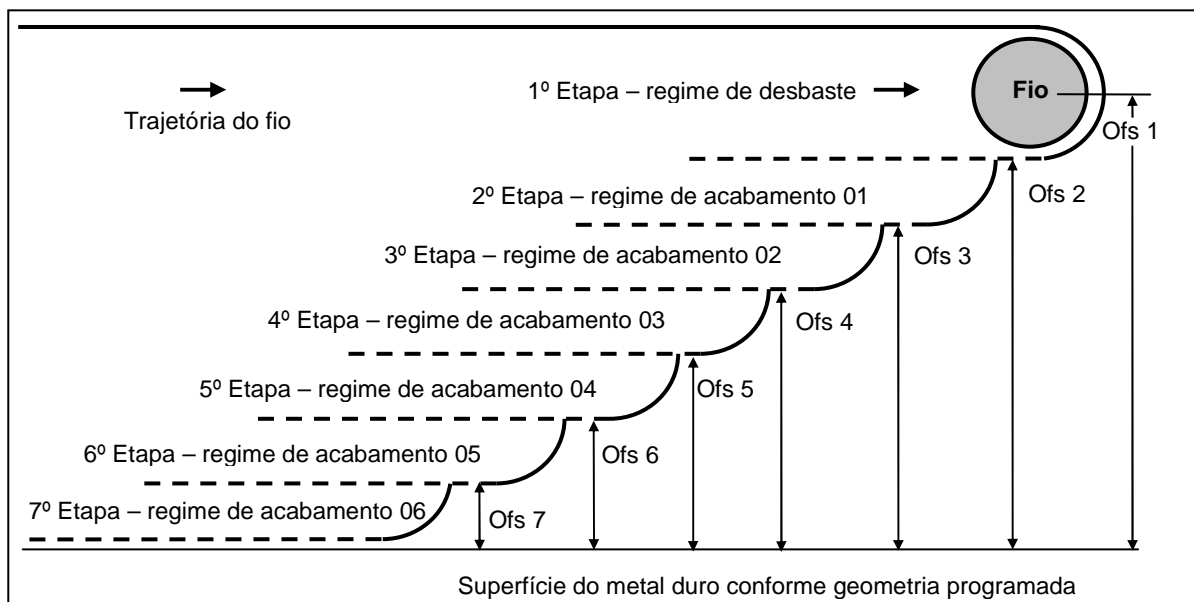 Fio
1º Etapa – regime de desbaste
Trajetória do fio
Ofs 1
2º Etapa – regime de acabamento 01
Ofs 2
3º Etapa – regime de acabamento 02
Ofs 3
4º Etapa – regime de acabamento 03
Ofs 4
5º Etapa – regime de acabamento 04
Ofs 5
6º Etapa – regime de acabamento 05
Ofs 6
7º Etapa – regime de acabamento 06
Ofs 7
Superfície do metal duro conforme geometria programada